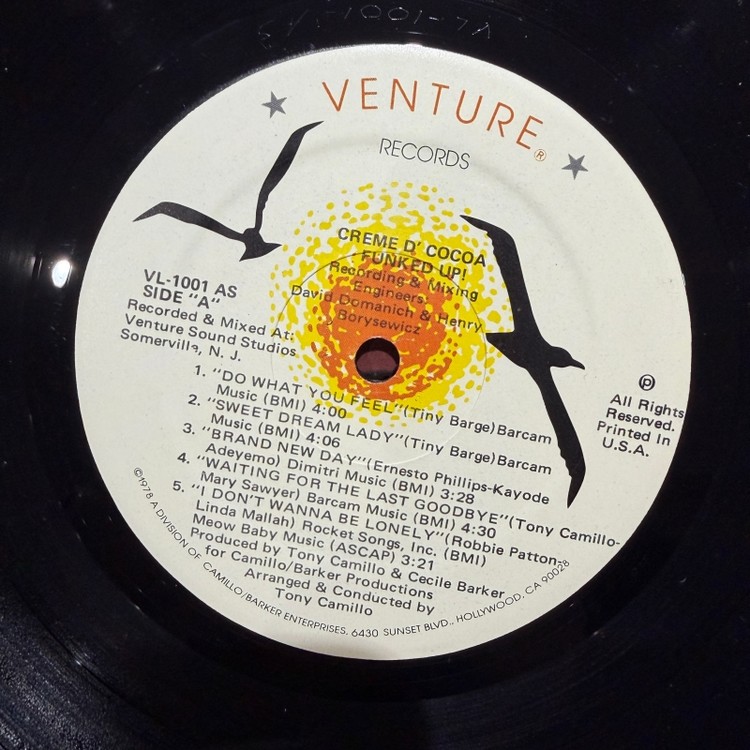 VENTURE®
RECORDS
CREME D' COCOA
FUNKED UP!
Recording & Mixing
Engineers:
David Domanich & Henry
Borysewicz
VL-1001 AS
SIDE "A"
Recorded & Mixed At:
Venture Sound Studios
Somerville, N. J.
℗
All Rights
Reserved.
Printed In
U.S.A.
1. "DO WHAT YOU FEEL"(Tiny Barge)Barcam
Music (BMI) 4:00
2. "SWEET DREAM LADY"(Tiny Barge)Barcam
Music (BMI) 4:06
3. "BRAND NEW DAY"(Ernesto Phillips-Kayode
Adeyemo) Dimitri Music (BMI) 3:28
4. "WAITING FOR THE LAST GOODBYE"(Tony Camillo-
Mary Sawyer) Barcam Music (BMI) 4:30
5. "I DON'T WANNA BE LONELY"(Robbie Patton-
Linda Mallah) Rocket Songs, Inc. (BMI)
Meow Baby Music (ASCAP) 3:21
Produced by Tony Camillo & Cecile Barker
for Camillo/Barker Productions
Arranged & Conducted by
Tony Camillo
©1978 A DIVISION OF CAMILLO/BARKER ENTERPRISES, 6430 SUNSET BLVD., HOLLYWOOD, CA 90028